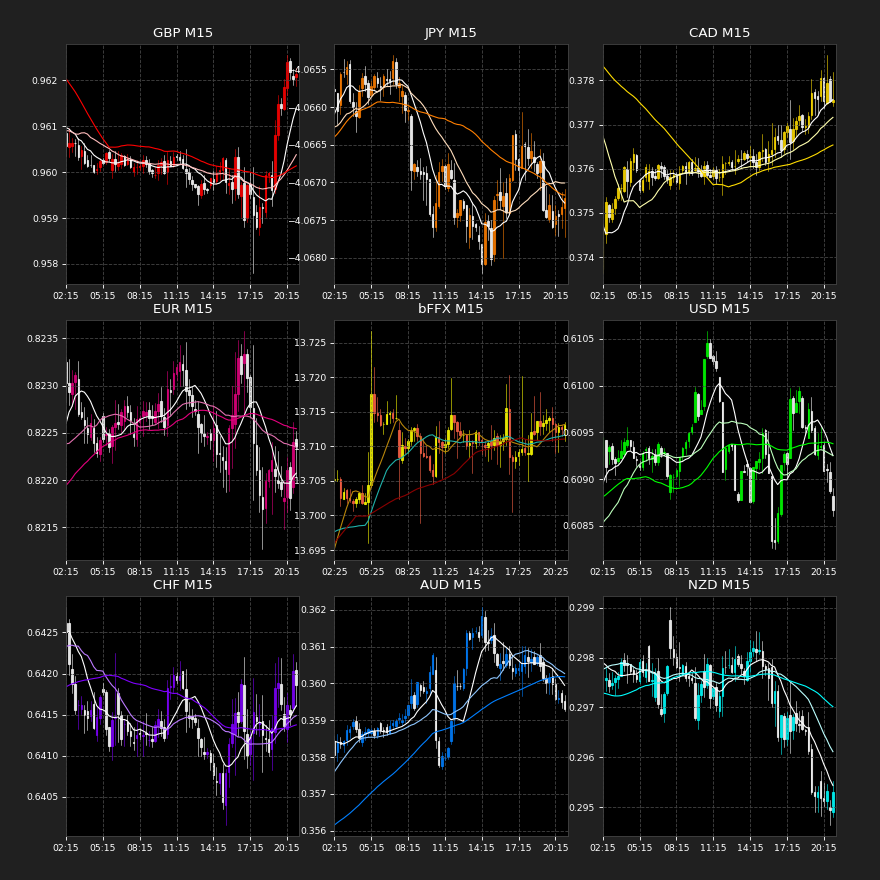 GBP M15
0.962
0.961
0.960
0.959
0.958
02:15 05:15 08:15 11:15 14:15 17:15 20:15
JPY M15
−4.0655
−4.0660
−4.0665
−4.0670
−4.0675
−4.0680
02:15 05:15 08:15 11:15 14:15 17:15 20:15
CAD M15
0.378
0.377
0.376
0.375
0.374
02:15 05:15 08:15 11:15 14:15 17:15 20:15
EUR M15
0.8235
0.8230
0.8225
0.8220
0.8215
02:15 05:15 08:15 11:15 14:15 17:15 20:15
bFFX M15
13.725
13.720
13.715
13.710
13.705
13.700
13.695
02:25 05:25 08:25 11:25 14:25 17:25 20:25
USD M15
0.6105
0.6100
0.6095
0.6090
0.6085
02:15 05:15 08:15 11:15 14:15 17:15 20:15
CHF M15
0.6425
0.6420
0.6415
0.6410
0.6405
02:15 05:15 08:15 11:15 14:15 17:15 20:15
AUD M15
0.362
0.361
0.360
0.359
0.358
0.357
0.356
02:15 05:15 08:15 11:15 14:15 17:15 20:15
NZD M15
0.299
0.298
0.297
0.296
0.295
02:15 05:15 08:15 11:15 14:15 17:15 20:15